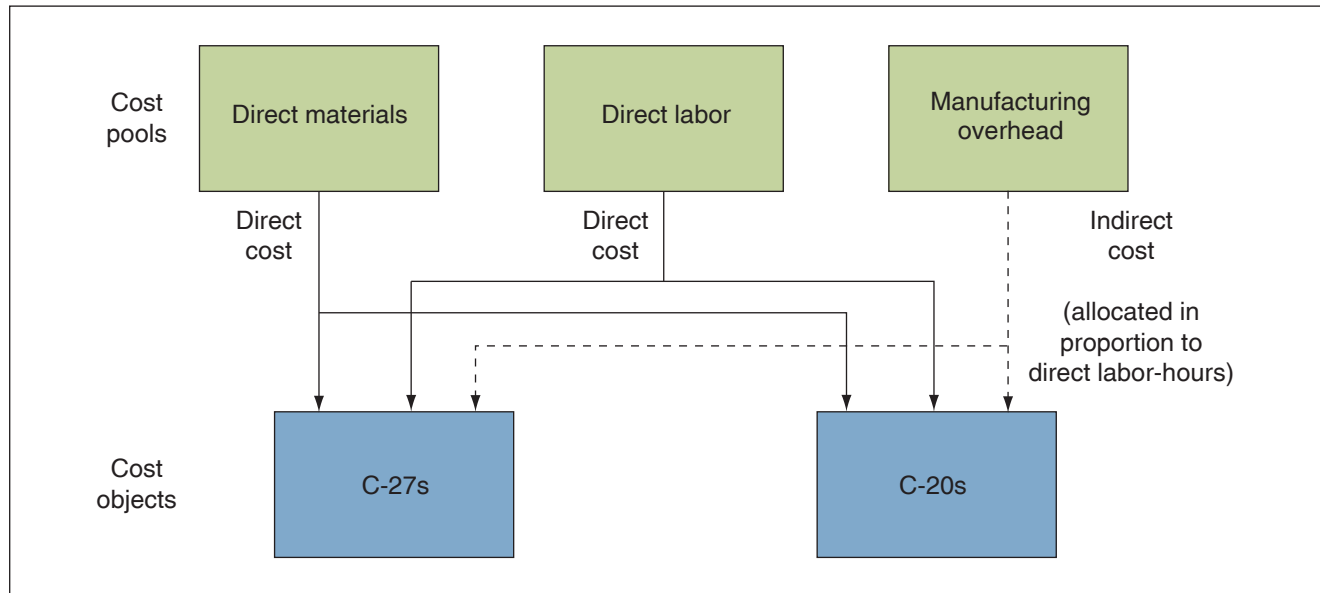 Cost
pools
Direct materials
Direct labor
Manufacturing
overhead
Direct
cost
Direct
cost
Indirect
cost
(allocated in
proportion to
direct labor-hours)
Cost
objects
C-27s
C-20s